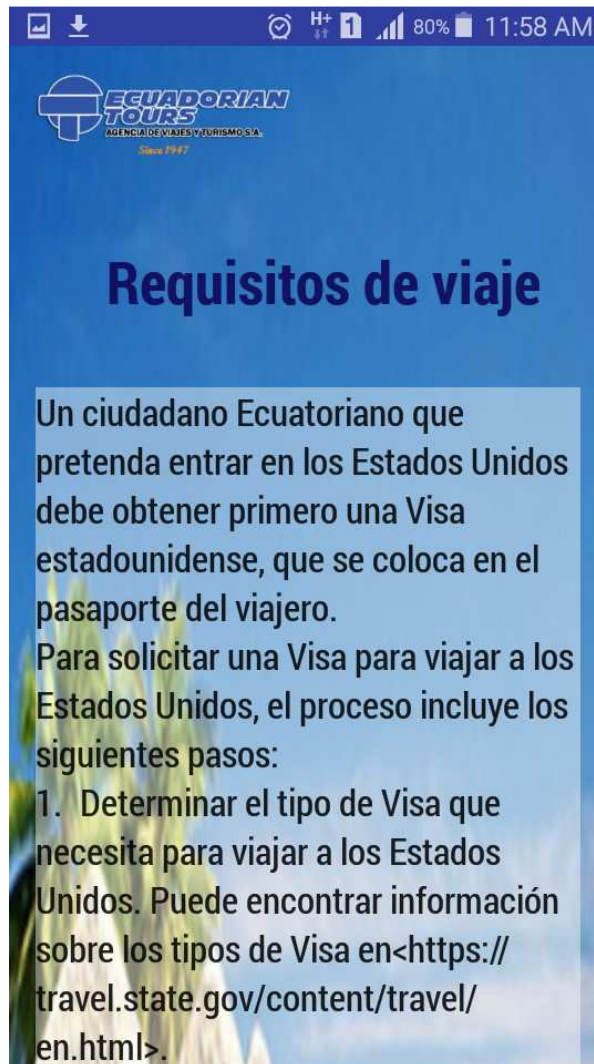 H+ 1 80% 11:58 AM
ECUADORIAN
TOURS
AGENCIA DE VIAJES Y TURISMO S.A.
Since 1947
Requisitos de viaje
Un ciudadano Ecuatoriano que
pretenda entrar en los Estados Unidos
debe obtener primero una Visa
estadounidense, que se coloca en el
pasaporte del viajero.
Para solicitar una Visa para viajar a los
Estados Unidos, el proceso incluye los
siguientes pasos:
1. Determinar el tipo de Visa que
necesita para viajar a los Estados
Unidos. Puede encontrar información
sobre los tipos de Visa en<https://
travel.state.gov/content/travel/
en.html>.